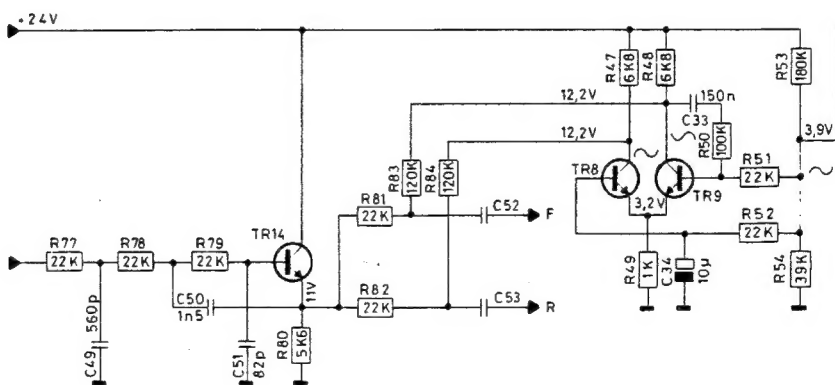 +24V
R47
6K8
R48
6K8
R53
180K
12,2V
150n
C33
3,9V
12,2V
R50
100K
R83
120K
R84
120K
TR8
TR9
R51
22K
R81
22K
C52
F
3,2V
R52
22K
R77
22K
R78
22K
R79
22K
TR14
R49
1K
C34
10µ
R54
39K
11V
C50
1n5
R82
22K
C53
R
560p
C49
C51
82p
R80
5K6